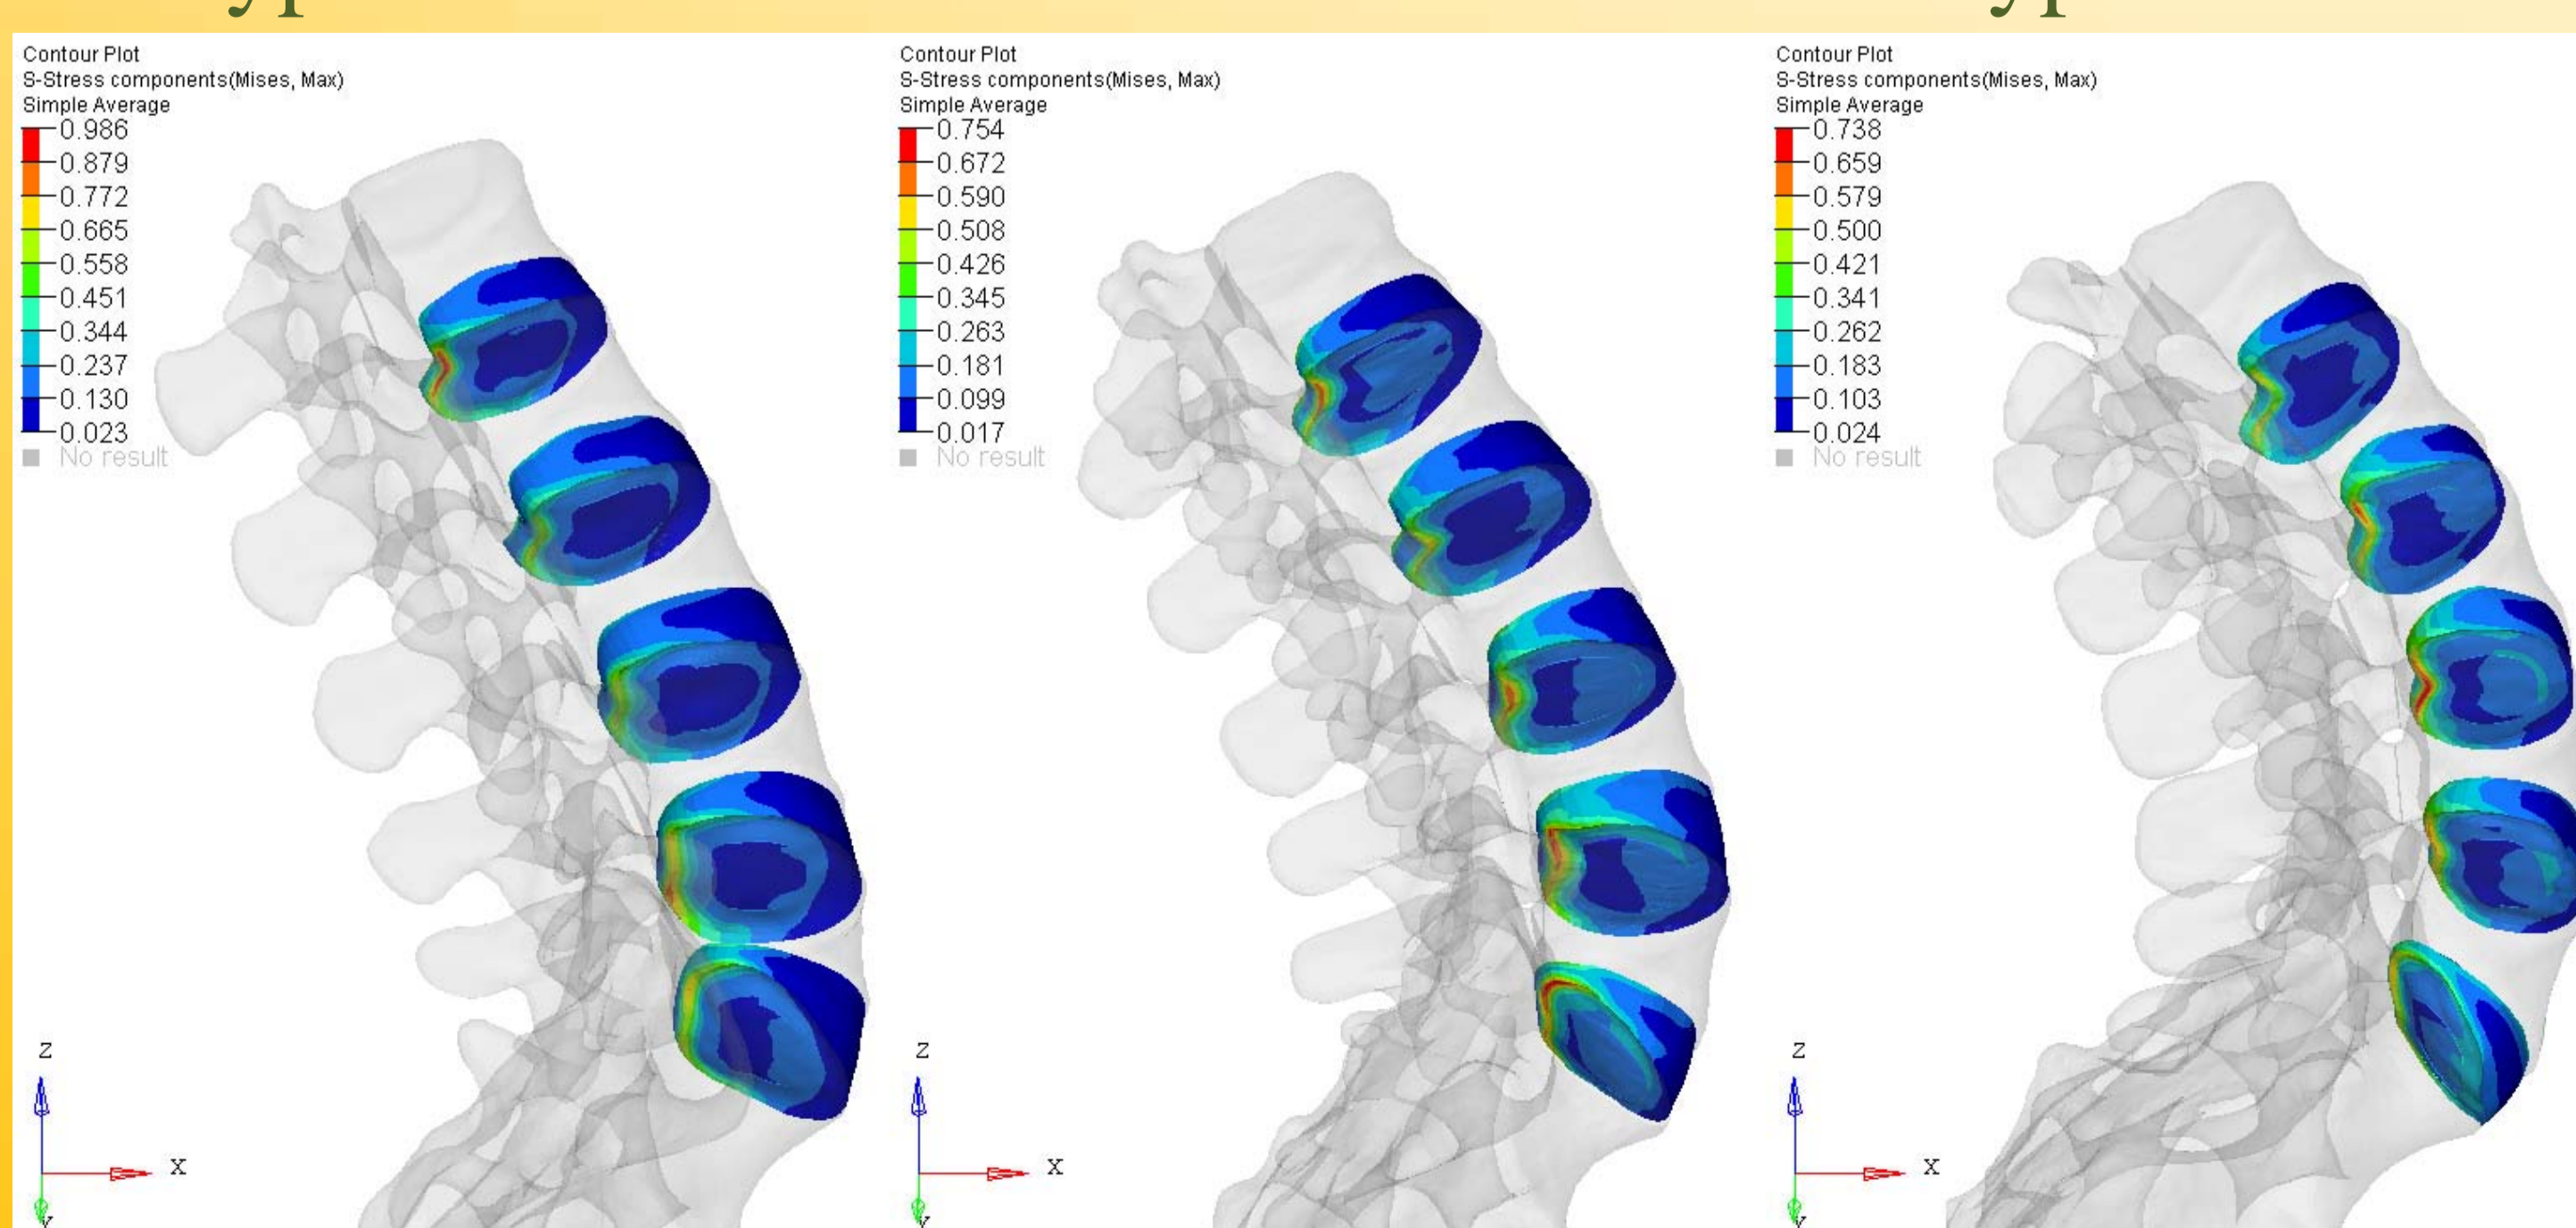 Contour Plot
S-Stress components(Mises, Max)
Simple Average
0.986
0.879
0.772
0.665
0.558
0.451
0.344
0.237
0.130
0.023
No result
Z
X
Y
Contour Plot
S-Stress components(Mises, Max)
Simple Average
0.754
0.672
0.590
0.508
0.426
0.345
0.263
0.181
0.099
0.017
No result
Z
X
Y
Contour Plot
S-Stress components(Mises, Max)
Simple Average
0.738
0.659
0.579
0.500
0.421
0.341
0.262
0.183
0.103
0.024
No result
Z
X
Y